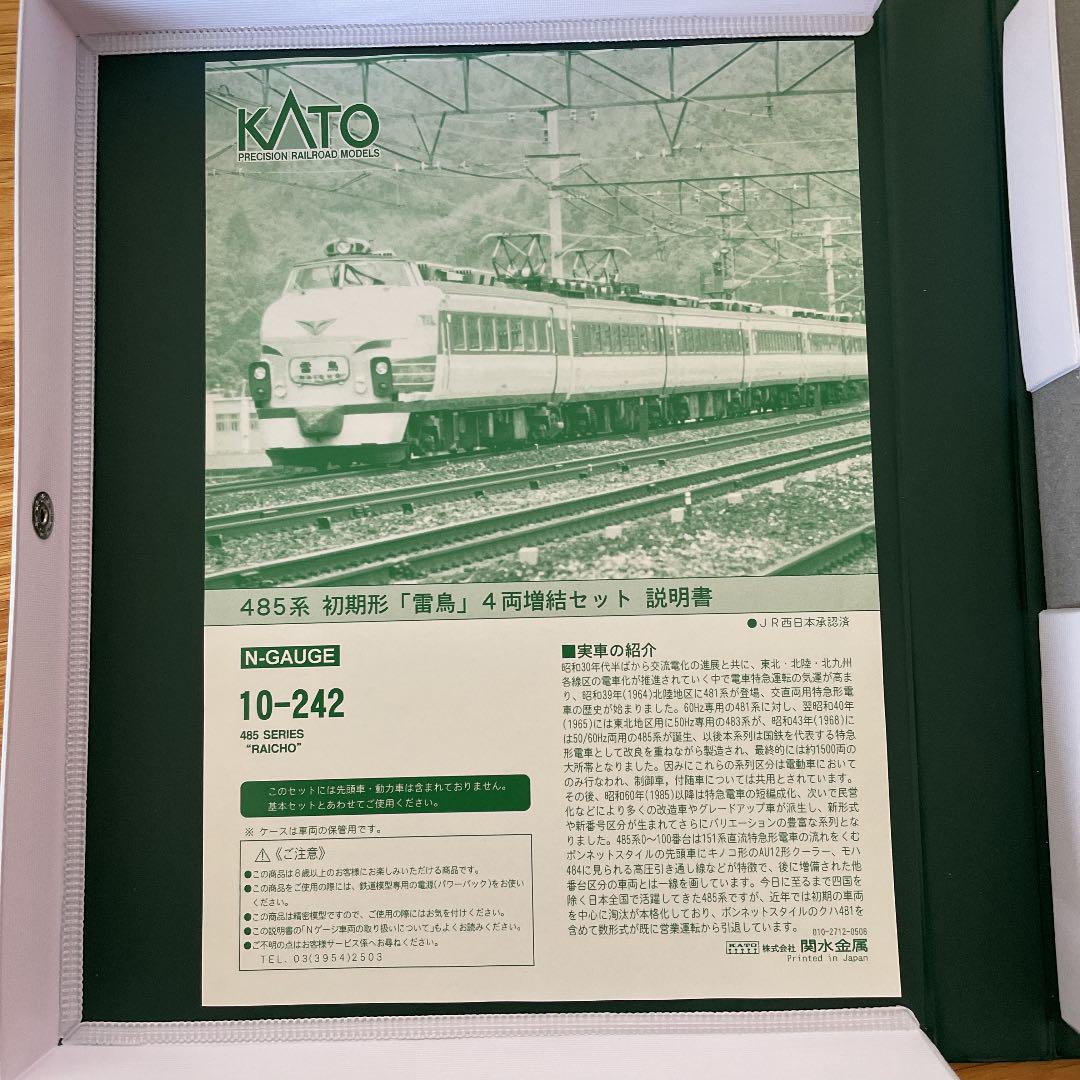 KATO
PRECISION RAILROAD MODELS
雷鳥
485系 初期形「雷鳥」4両増結セット 説明書
●JR西日本承認済
N-GAUGE
10-242
485 SERIES
"RAICHO"
このセットには先頭車・動力車は含まれておりません。
基本セットとあわせてご使用ください。
※ ケースは車両の保管用です。
⚠《ご注意》
●この商品は8歳以上のお客様にお楽しみいただける商品です。
●この商品をご使用の際には、鉄道模型専用の電源(パワーパック)をお使い
ください。
●この商品は精密模型ですので、ご使用の際にはお気を付けください。
●この説明書の「Nゲージ車両の取り扱いについて」もよくお読みください。
●ご不明の点はお客様サービス係へお尋ねください。
TEL. 03(3954)2503
■実車の紹介
昭和30年代半ばから交流電化の進展と共に、東北・北陸・北九州
各線区の電車化が推進されていく中で電車特急運転の気運が高ま
り、昭和39年(1964)北陸地区に481系が登場、交直両用特急形電
車の歴史が始まりました。60Hz専用の481系に対し、翌昭和40年
(1965)には東北地区用に50Hz専用の483系が、昭和43年(1968)に
は50/60Hz両用の485系が誕生、以後本系列は国鉄を代表する特急
形電車として改良を重ねながら製造され、最終的には約1500両の
大所帯となりました。因みにこれらの系列区分は電動車において
のみ行なわれ、制御車，付随車については共用とされています。
その後、昭和60年(1985)以降は特急電車の短編成化、次いで民営
化などにより多くの改造車やグレードアップ車が派生し、新形式
や新番号区分が生まれてさらにバリエーションの豊富な系列とな
りました。485系0～100番台は151系直流特急形電車の流れをくむ
ボンネットスタイルの先頭車にキノコ形のAU12形クーラー、モハ
484に見られる高圧引き通し線などが特徴で、後に増備された他
番台区分の車両とは一線を画しています。今日に至るまで四国を
除く日本全国で活躍してきた485系ですが、近年では初期の車両
を中心に淘汰が本格化しており、ボンネットスタイルのクハ481を
含めて数形式が既に営業運転から引退しています。
010-2712-0506
KATO 株式会社 関水金属
Printed in Japan